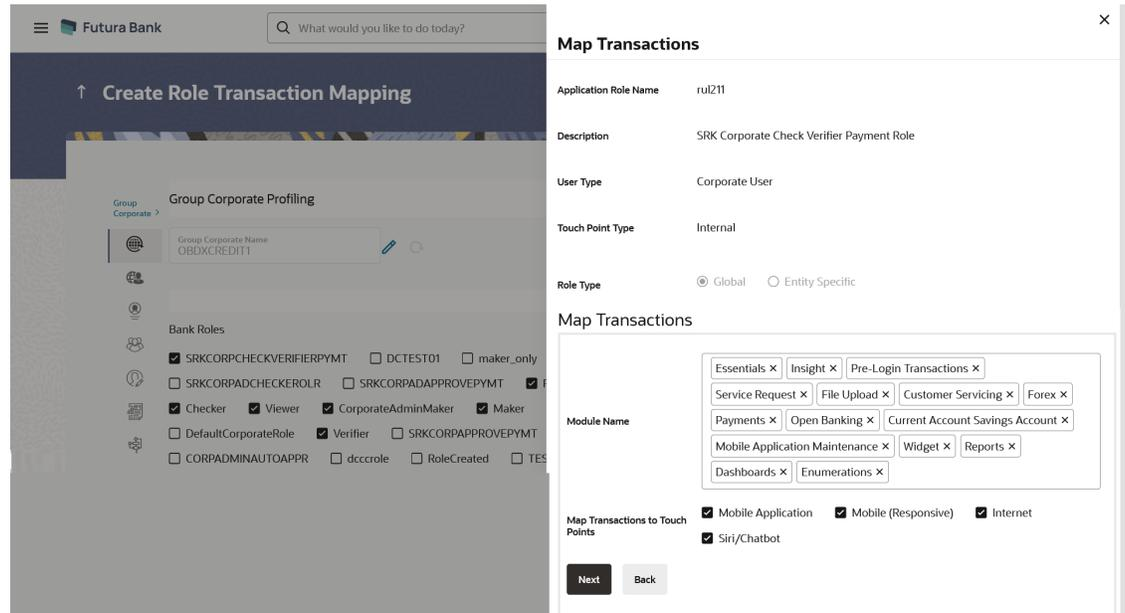 Futura Bank
What would you like to do today?
Create Role Transaction Mapping
Group
Corporate >
Group Corporate Profiling
Group Corporate Name
OBDXCREDIT1
Bank Roles
SRKCORPCHECKVERIFIERPYMT DCTEST01 maker_only
SRKCORPADCHECKEROLR SRKCORPADAPPROVEPYMT
Checker Viewer CorporateAdminMaker Maker
DefaultCorporateRole Verifier SRKCORPAPPROVEPYMT
CORPADMINAUTOAPPR dcccrole RoleCreated TES
Map Transactions
Application Role Name rul211
Description SRK Corporate Check Verifier Payment Role
User Type Corporate User
Touch Point Type Internal
Role Type Global Entity Specific
Map Transactions
Module Name
Essentials × Insight × Pre-Login Transactions ×
Service Request × File Upload × Customer Servicing × Forex ×
Payments × Open Banking × Current Account Savings Account ×
Mobile Application Maintenance × Widget × Reports ×
Dashboards × Enumerations ×
Map Transactions to Touch
Points
Mobile Application Mobile (Responsive) Internet
Siri/Chatbot
Next Back